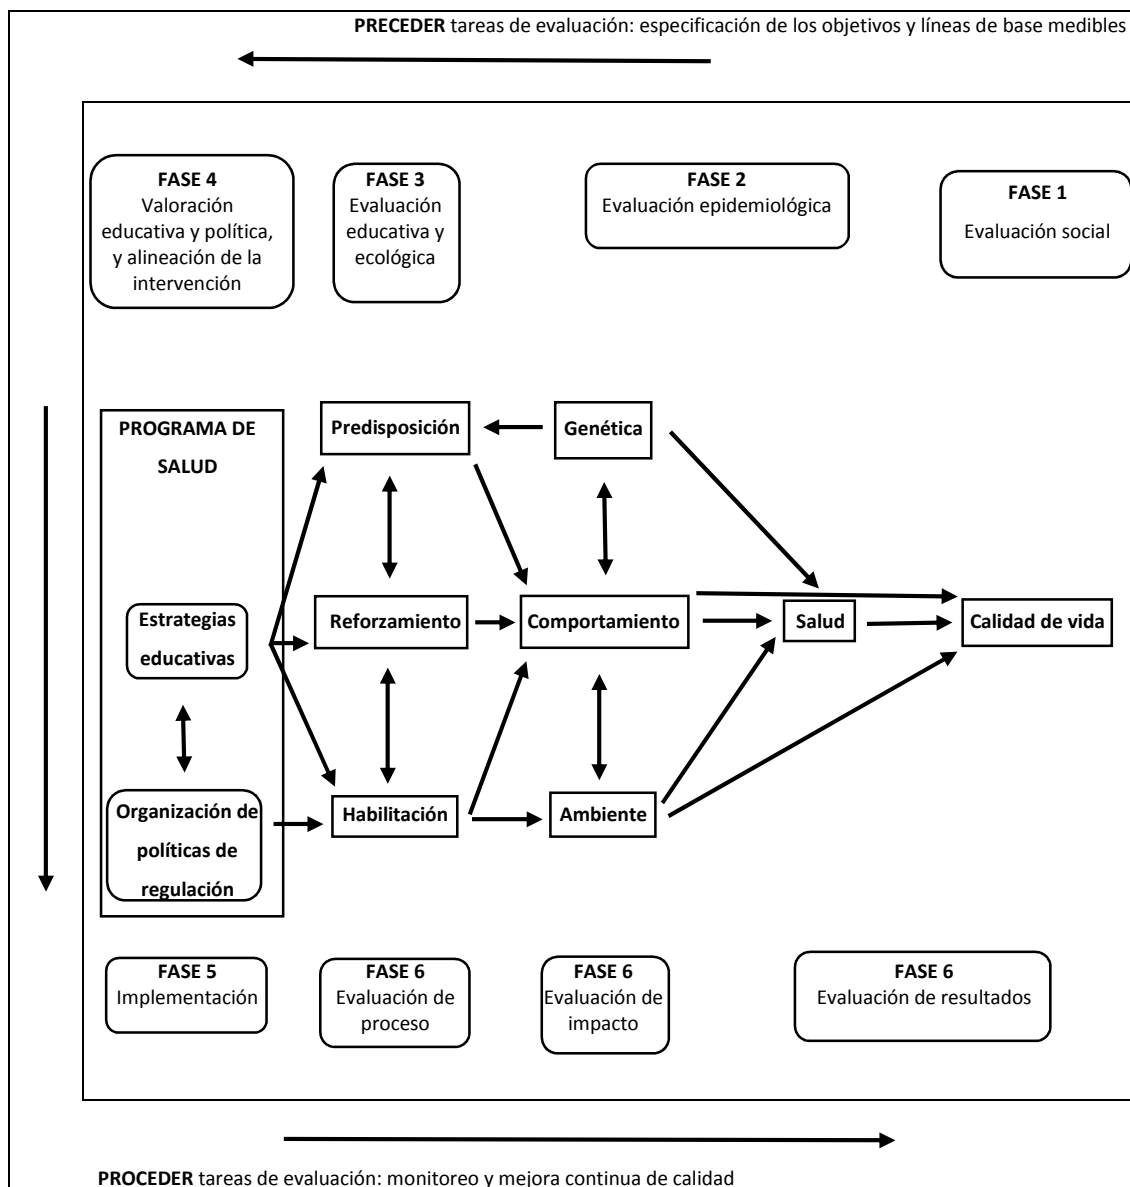 PRECEDER tareas de evaluación: especificación de los objetivos y líneas de base medibles
FASE 4
Valoración
educativa y política,
y alineación de la
intervención
FASE 3
Evaluación
educativa y
ecológica
FASE 2
Evaluación epidemiológica
FASE 1
Evaluación social
PROGRAMA DE
SALUD
Predisposición
Genética
Estrategias
educativas
Reforzamiento
Comportamiento
Salud
Calidad de vida
Organización de
políticas de
regulación
Habilitación
Ambiente
FASE 5
Implementación
FASE 6
Evaluación de
proceso
FASE 6
Evaluación de
impacto
FASE 6
Evaluación de resultados
PROCEDER tareas de evaluación: monitoreo y mejora continua de calidad